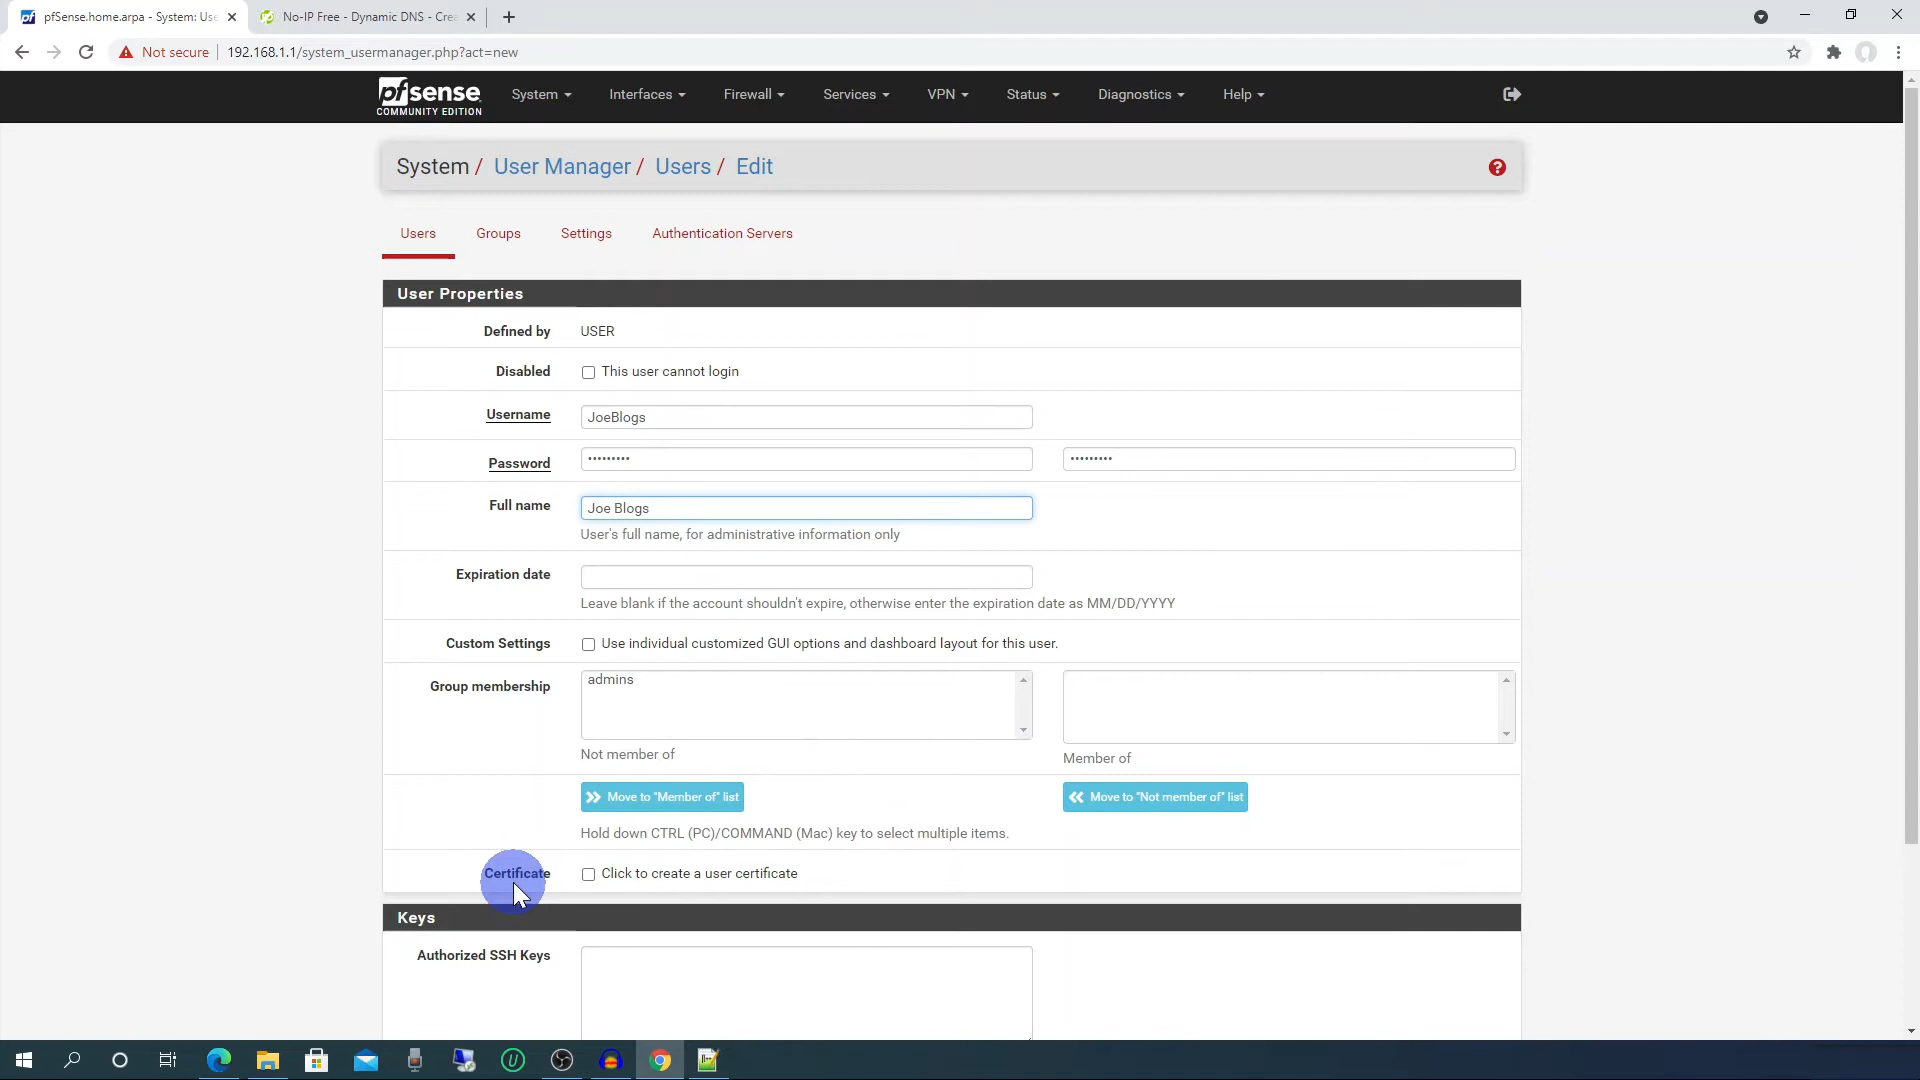 pfSense.home.arpa - System: Use
No-IP Free - Dynamic DNS - Crea
Not secure
192.168.1.1/system_usermanager.php?act=new
pfsense
COMMUNITY EDITION
System
Interfaces
Firewall
Services
VPN
Status
Diagnostics
Help
System / User Manager / Users / Edit
Users
Groups
Settings
Authentication Servers
User Properties
Defined by
USER
Disabled
This user cannot login
Username
JoeBlogs
Password
•••••••••
•••••••••
Full name
Joe Blogs
User's full name, for administrative information only
Expiration date
Leave blank if the account shouldn't expire, otherwise enter the expiration date as MM/DD/YYYY
Custom Settings
Use individual customized GUI options and dashboard layout for this user.
Group membership
admins
Not member of
Member of
Move to "Member of" list
Move to "Not member of" list
Hold down CTRL (PC)/COMMAND (Mac) key to select multiple items.
Certificate
Click to create a user certificate
Keys
Authorized SSH Keys